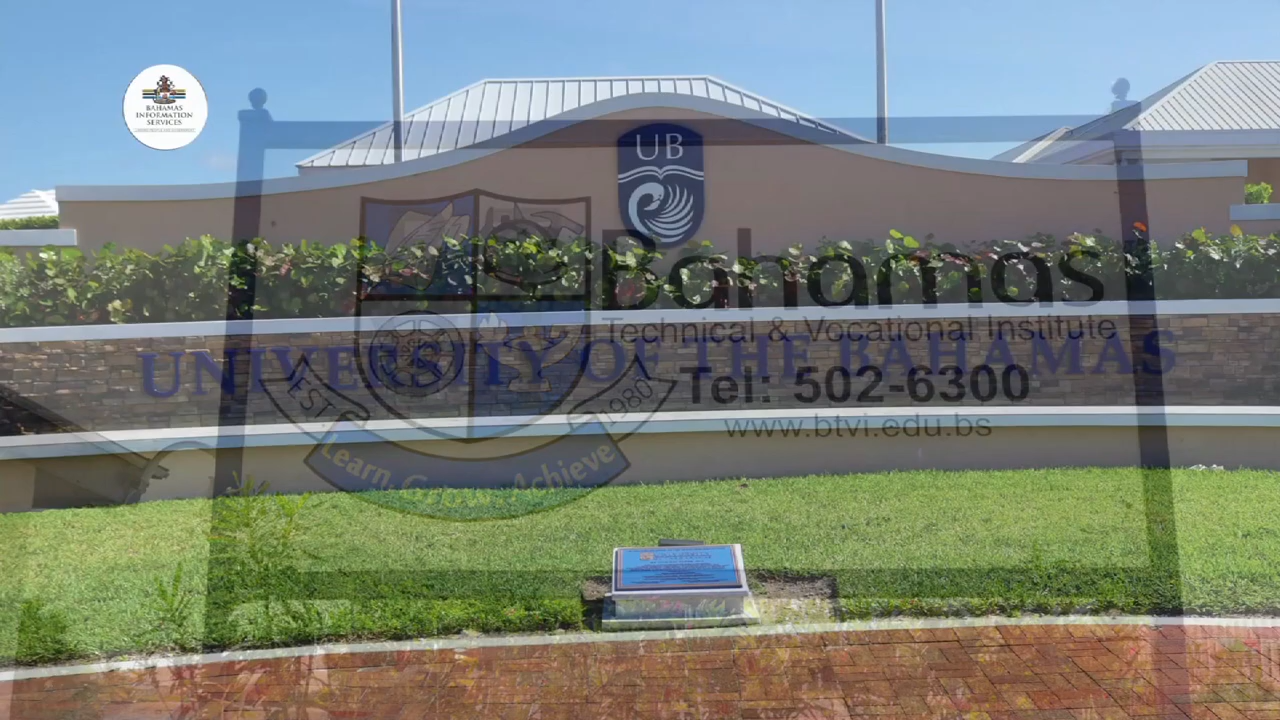 BAHAMAS
INFORMATION
SERVICES
UB
UNIVERSITY OF THE BAHAMAS
Bahamas
Technical & Vocational Institute
Tel: 502-6300
www.btvi.edu.bs
EST. 1980
Learn Grow Achieve